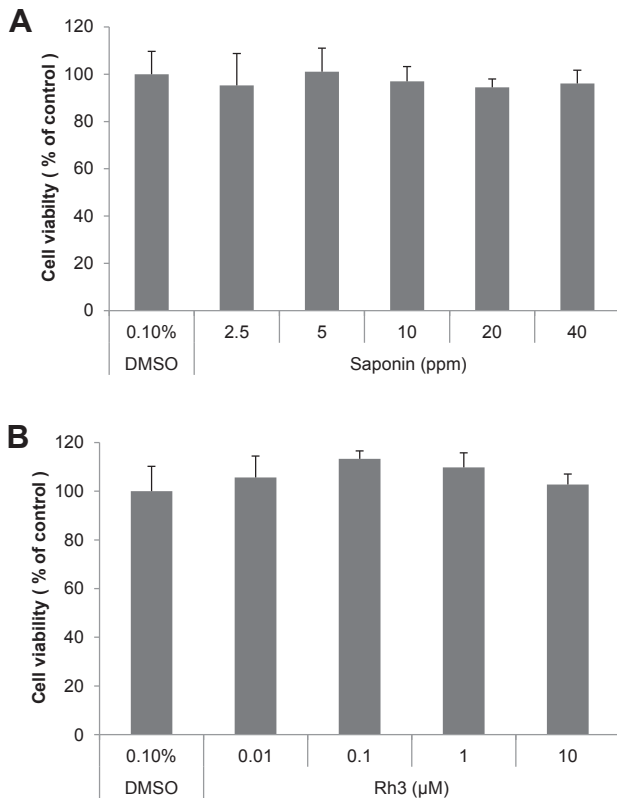 A
Cell viabilty ( % of control )
120
100
80
60
40
20
0
0.10% 2.5 5 10 20 40
DMSO Saponin (ppm)
B
Cell viability ( % of control )
120
100
80
60
40
20
0
0.10% 0.01 0.1 1 10
DMSO Rh3 (µM)